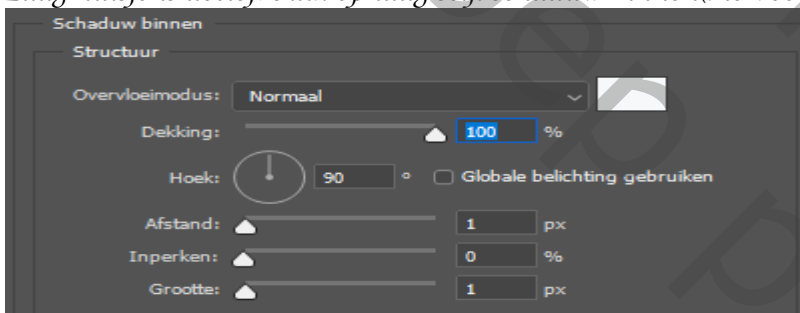 Schaduw binnen
Structuur
Overvloeimodus: Normaal
Dekking: 100 %
Hoek: 90 ° Globale belichting gebruiken
Afstand: 1 px
Inperken: 0 %
Grootte: 1 px